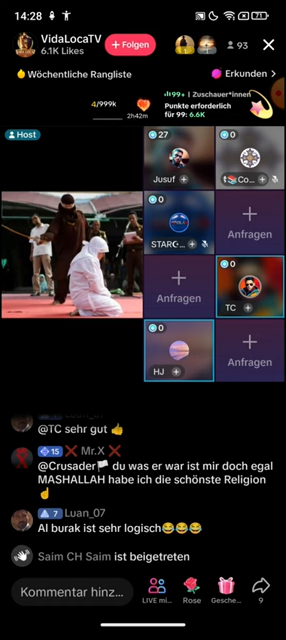 14:28
71
VidaLocaTV
6.1K Likes
+ Folgen
93
Wöchentliche Rangliste
Erkunden >
4/999k
2h42m
99+ | Zuschauer*innen
Punkte erforderlich
für 99: 6.6K
Host
27
Jusuf
0
Anfragen
0
Anfragen
0
TC
0
HJ
Anfragen
@TC sehr gut 👍
15 ❌ Mr.X ❌
@Crusader🏳 du was er war ist mir doch egal
MASHALLAH habe ich die schönste Religion
☝
7 Luan_07
Al burak ist sehr logisch😂😂😂
Saim CH Saim ist beigetreten
Kommentar hinz...
LIVE mi...
Rose
Gesche...
9